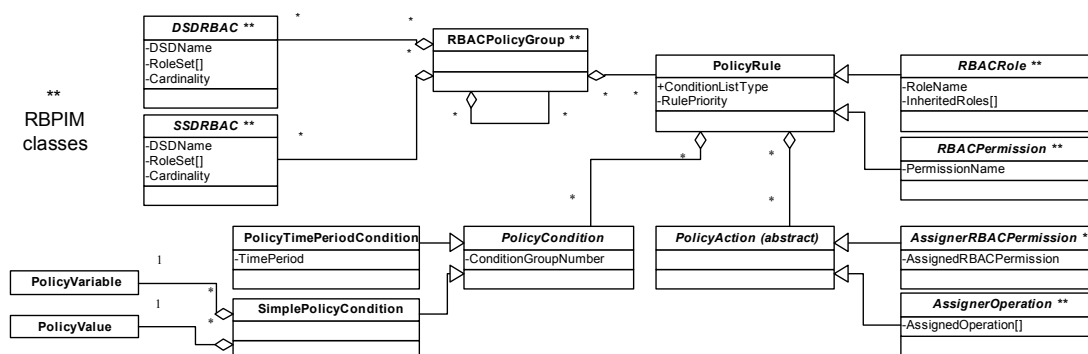 DSDRBAC **
-DSDName
-RoleSet[]
-Cardinality
*
*
*
*
RBACPolicyGroup **
*
*
*
*
PolicyRule
+ConditionListType
-RulePriority
RBACRole **
-RoleName
-InheritedRoles[]
**
RBPIM
classes
SSDRBAC **
-DSDName
-RoleSet[]
-Cardinality
RBACPermission **
-PermissionName
*
*
*
*
PolicyTimePeriodCondition
-TimePeriod
PolicyCondition
-ConditionGroupNumber
PolicyAction (abstract)
AssignerRBACPermission *
-AssignedRBACPermission
1
PolicyVariable
*
1
PolicyValue
*
SimplePolicyCondition
AssignerOperation **
-AssignedOperation[]